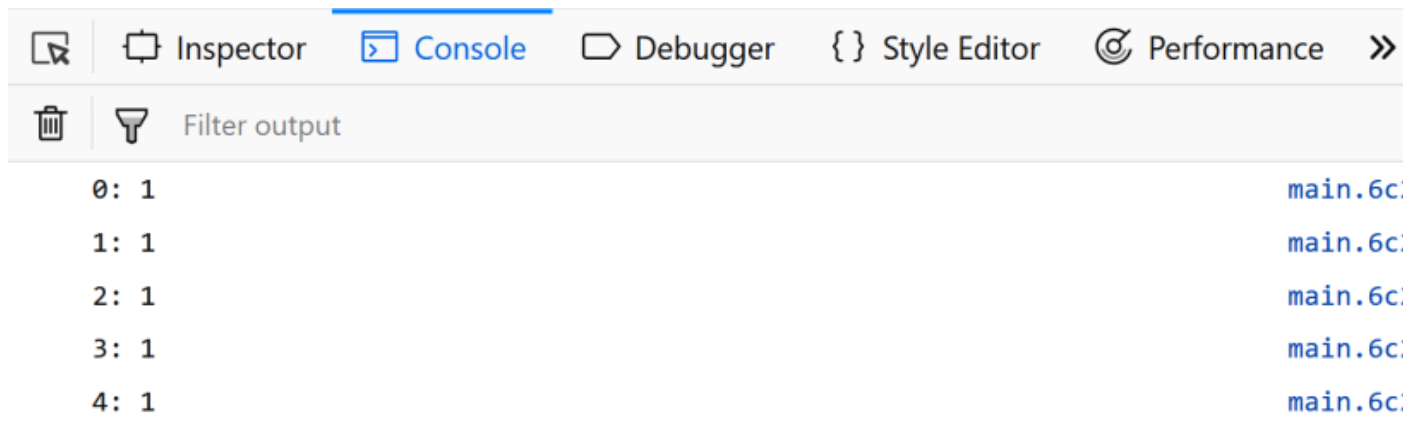 Inspector Console Debugger { } Style Editor Performance »
Filter output
0: 1 main.6c
1: 1 main.6c
2: 1 main.6c
3: 1 main.6c
4: 1 main.6c